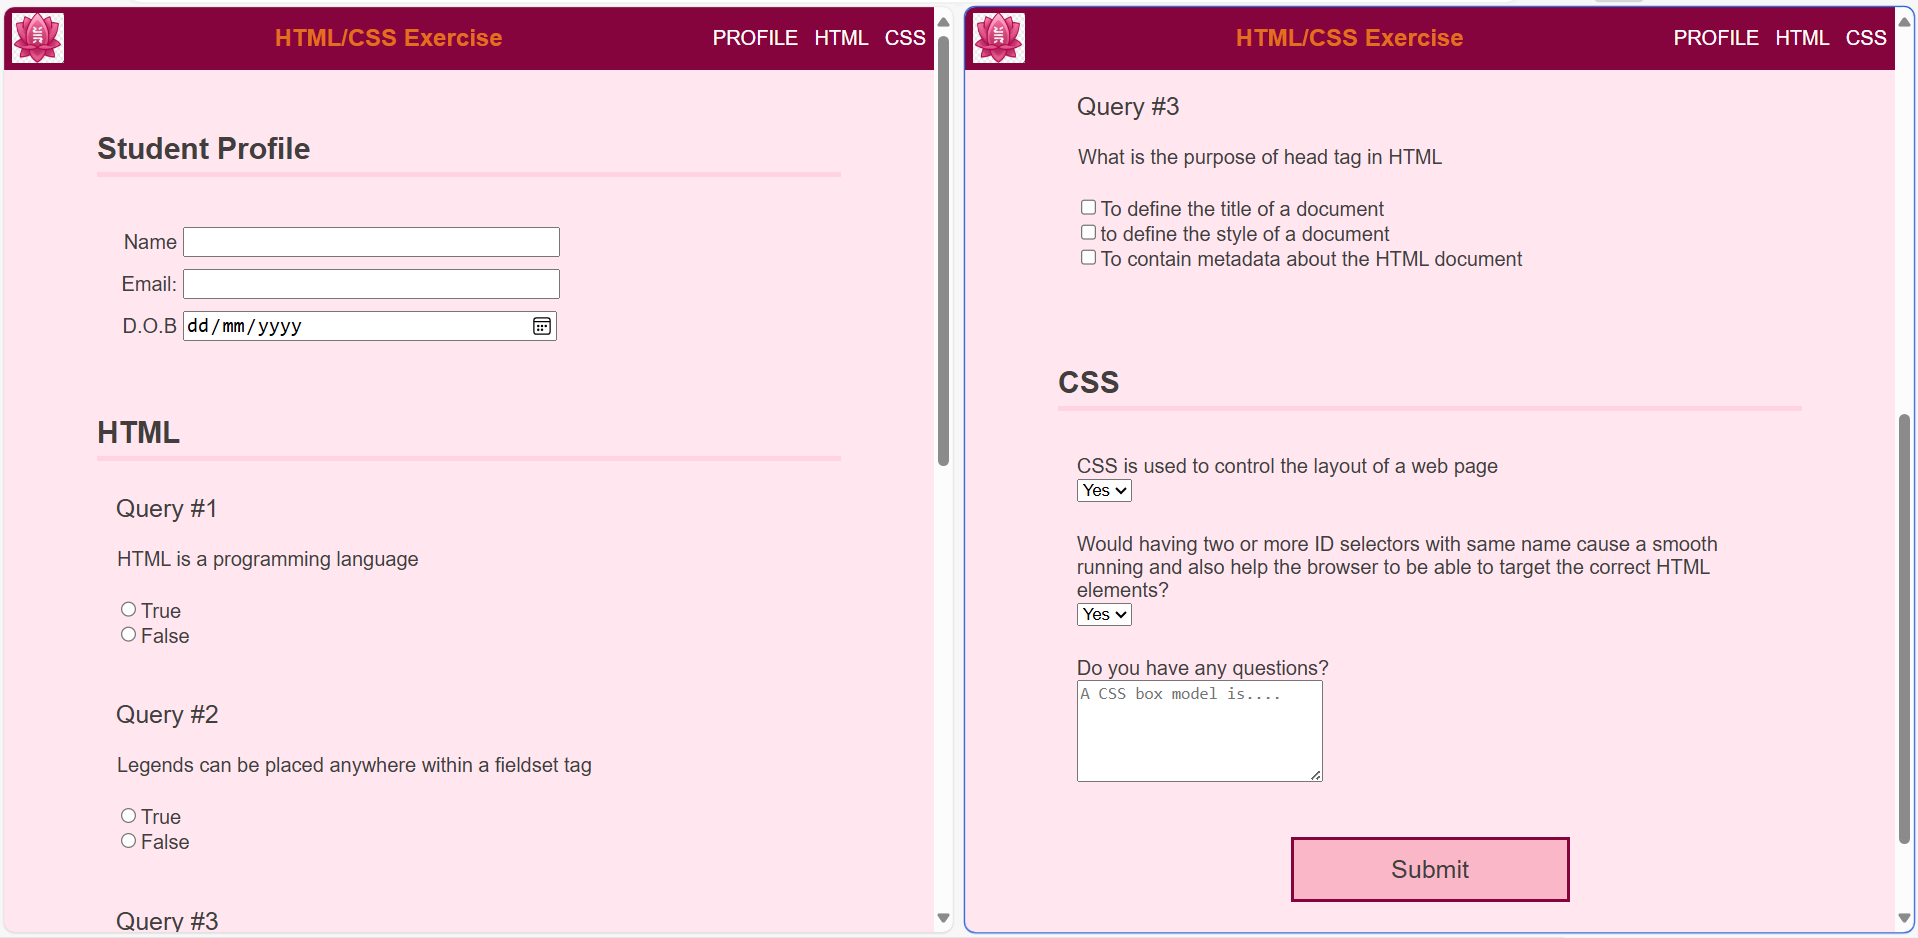 HTML/CSS Exercise
PROFILE HTML CSS
Student Profile
Name
Email:
D.O.B dd/mm/yyyy
HTML
Query #1
HTML is a programming language
True
False
Query #2
Legends can be placed anywhere within a fieldset tag
True
False
Query #3
HTML/CSS Exercise
PROFILE HTML CSS
Query #3
What is the purpose of head tag in HTML
To define the title of a document
to define the style of a document
To contain metadata about the HTML document
CSS
CSS is used to control the layout of a web page
Yes
Would having two or more ID selectors with same name cause a smooth
running and also help the browser to be able to target the correct HTML
elements?
Yes
Do you have any questions?
A CSS box model is....
Submit